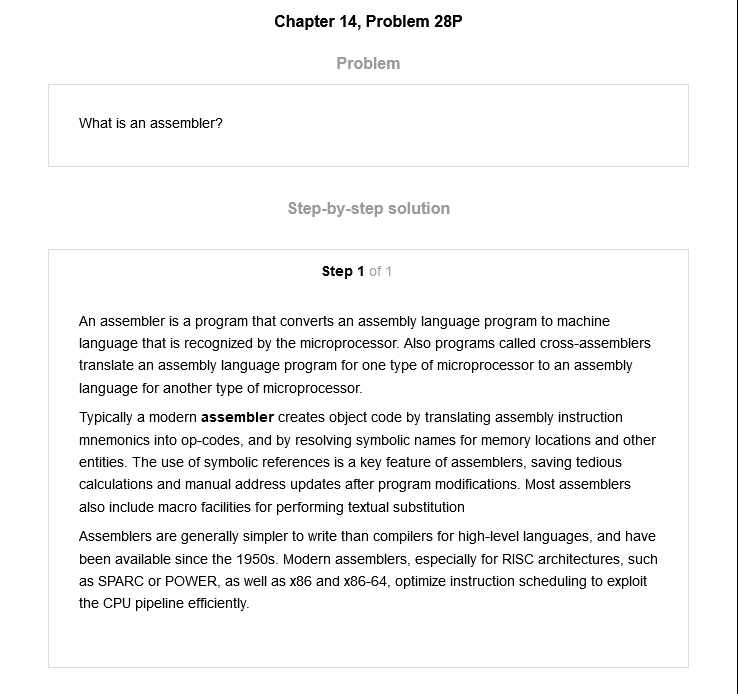 Chapter 14, Problem 28P
Problem
What is an assembler?
Step-by-step solution
Step 1 of 1
An assembler is a program that converts an assembly language program to machine
language that is recognized by the microprocessor. Also programs called cross-assemblers
translate an assembly language program for one type of microprocessor to an assembly
language for another type of microprocessor.
Typically a modern assembler creates object code by translating assembly instruction
mnemonics into op-codes, and by resolving symbolic names for memory locations and other
entities. The use of symbolic references is a key feature of assemblers, saving tedious
calculations and manual address updates after program modifications. Most assemblers
also include macro facilities for performing textual substitution
Assemblers are generally simpler to write than compilers for high-level languages, and have
been available since the 1950s. Modern assemblers, especially for RISC architectures, such
as SPARC or POWER, as well as x86 and x86-64, optimize instruction scheduling to exploit
the CPU pipeline efficiently.